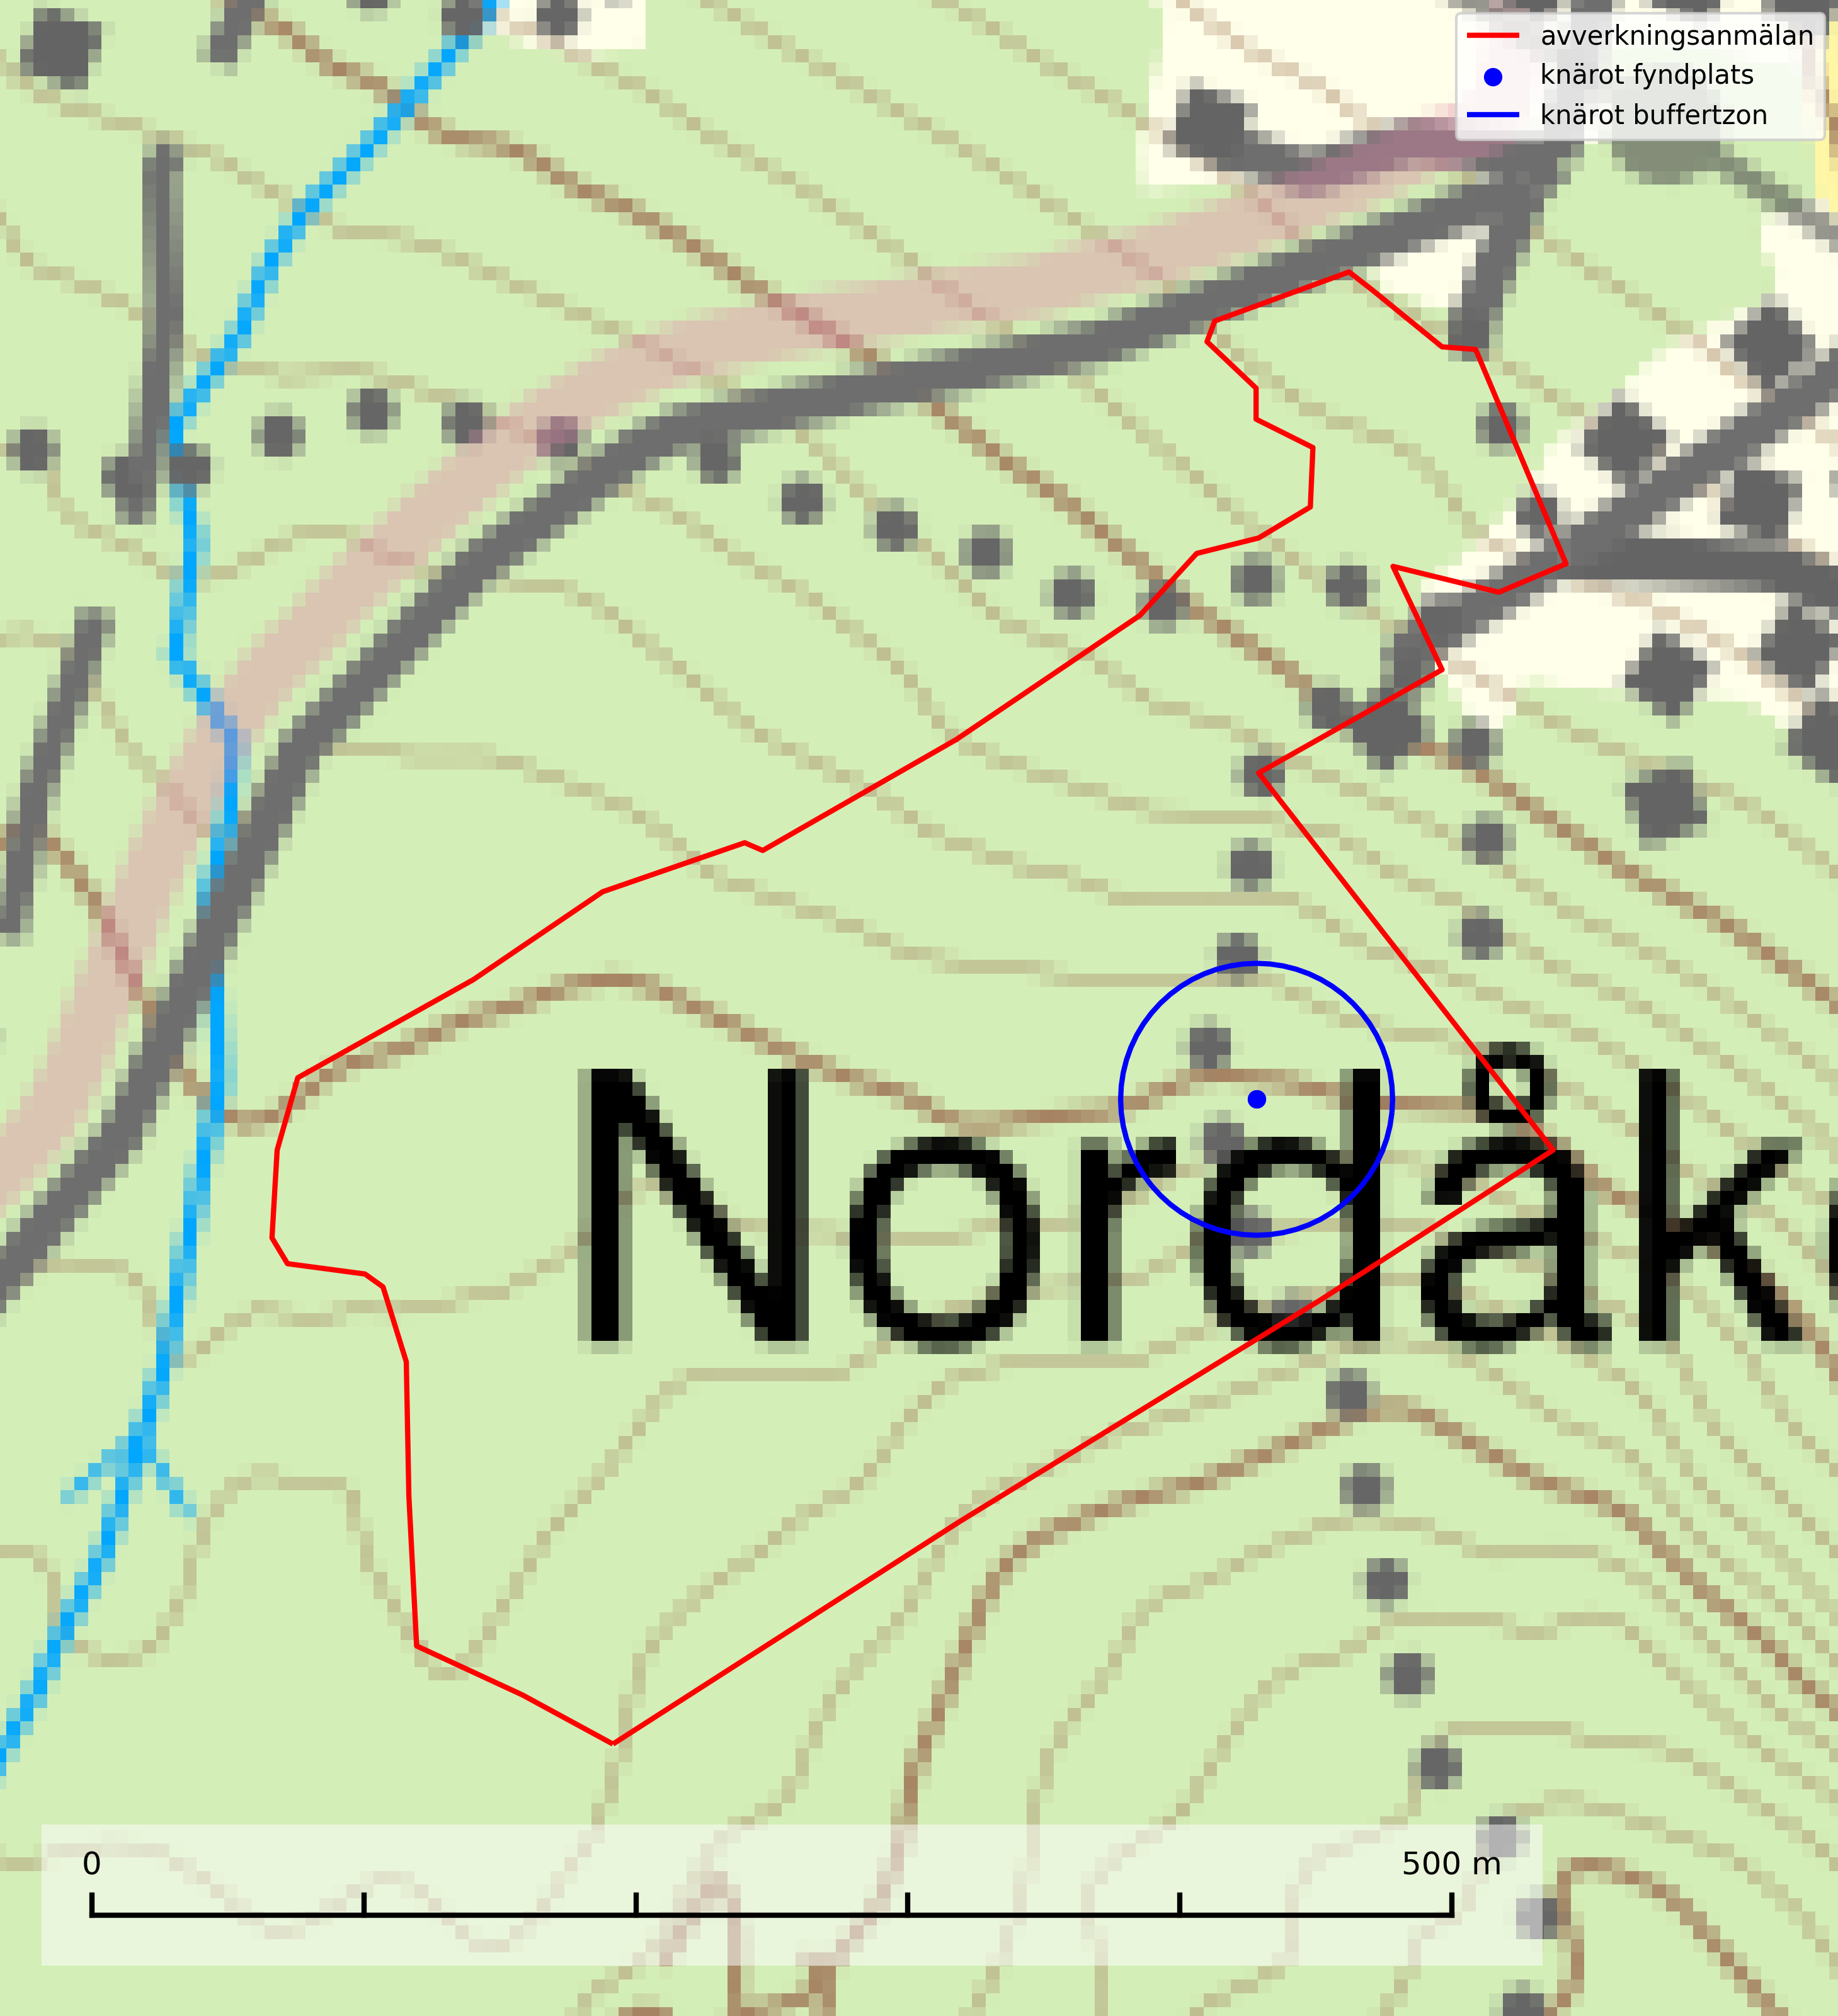 avverkningsanmälan
knärot fyndplats
knärot buffertzon
Nordåk
0 500 m